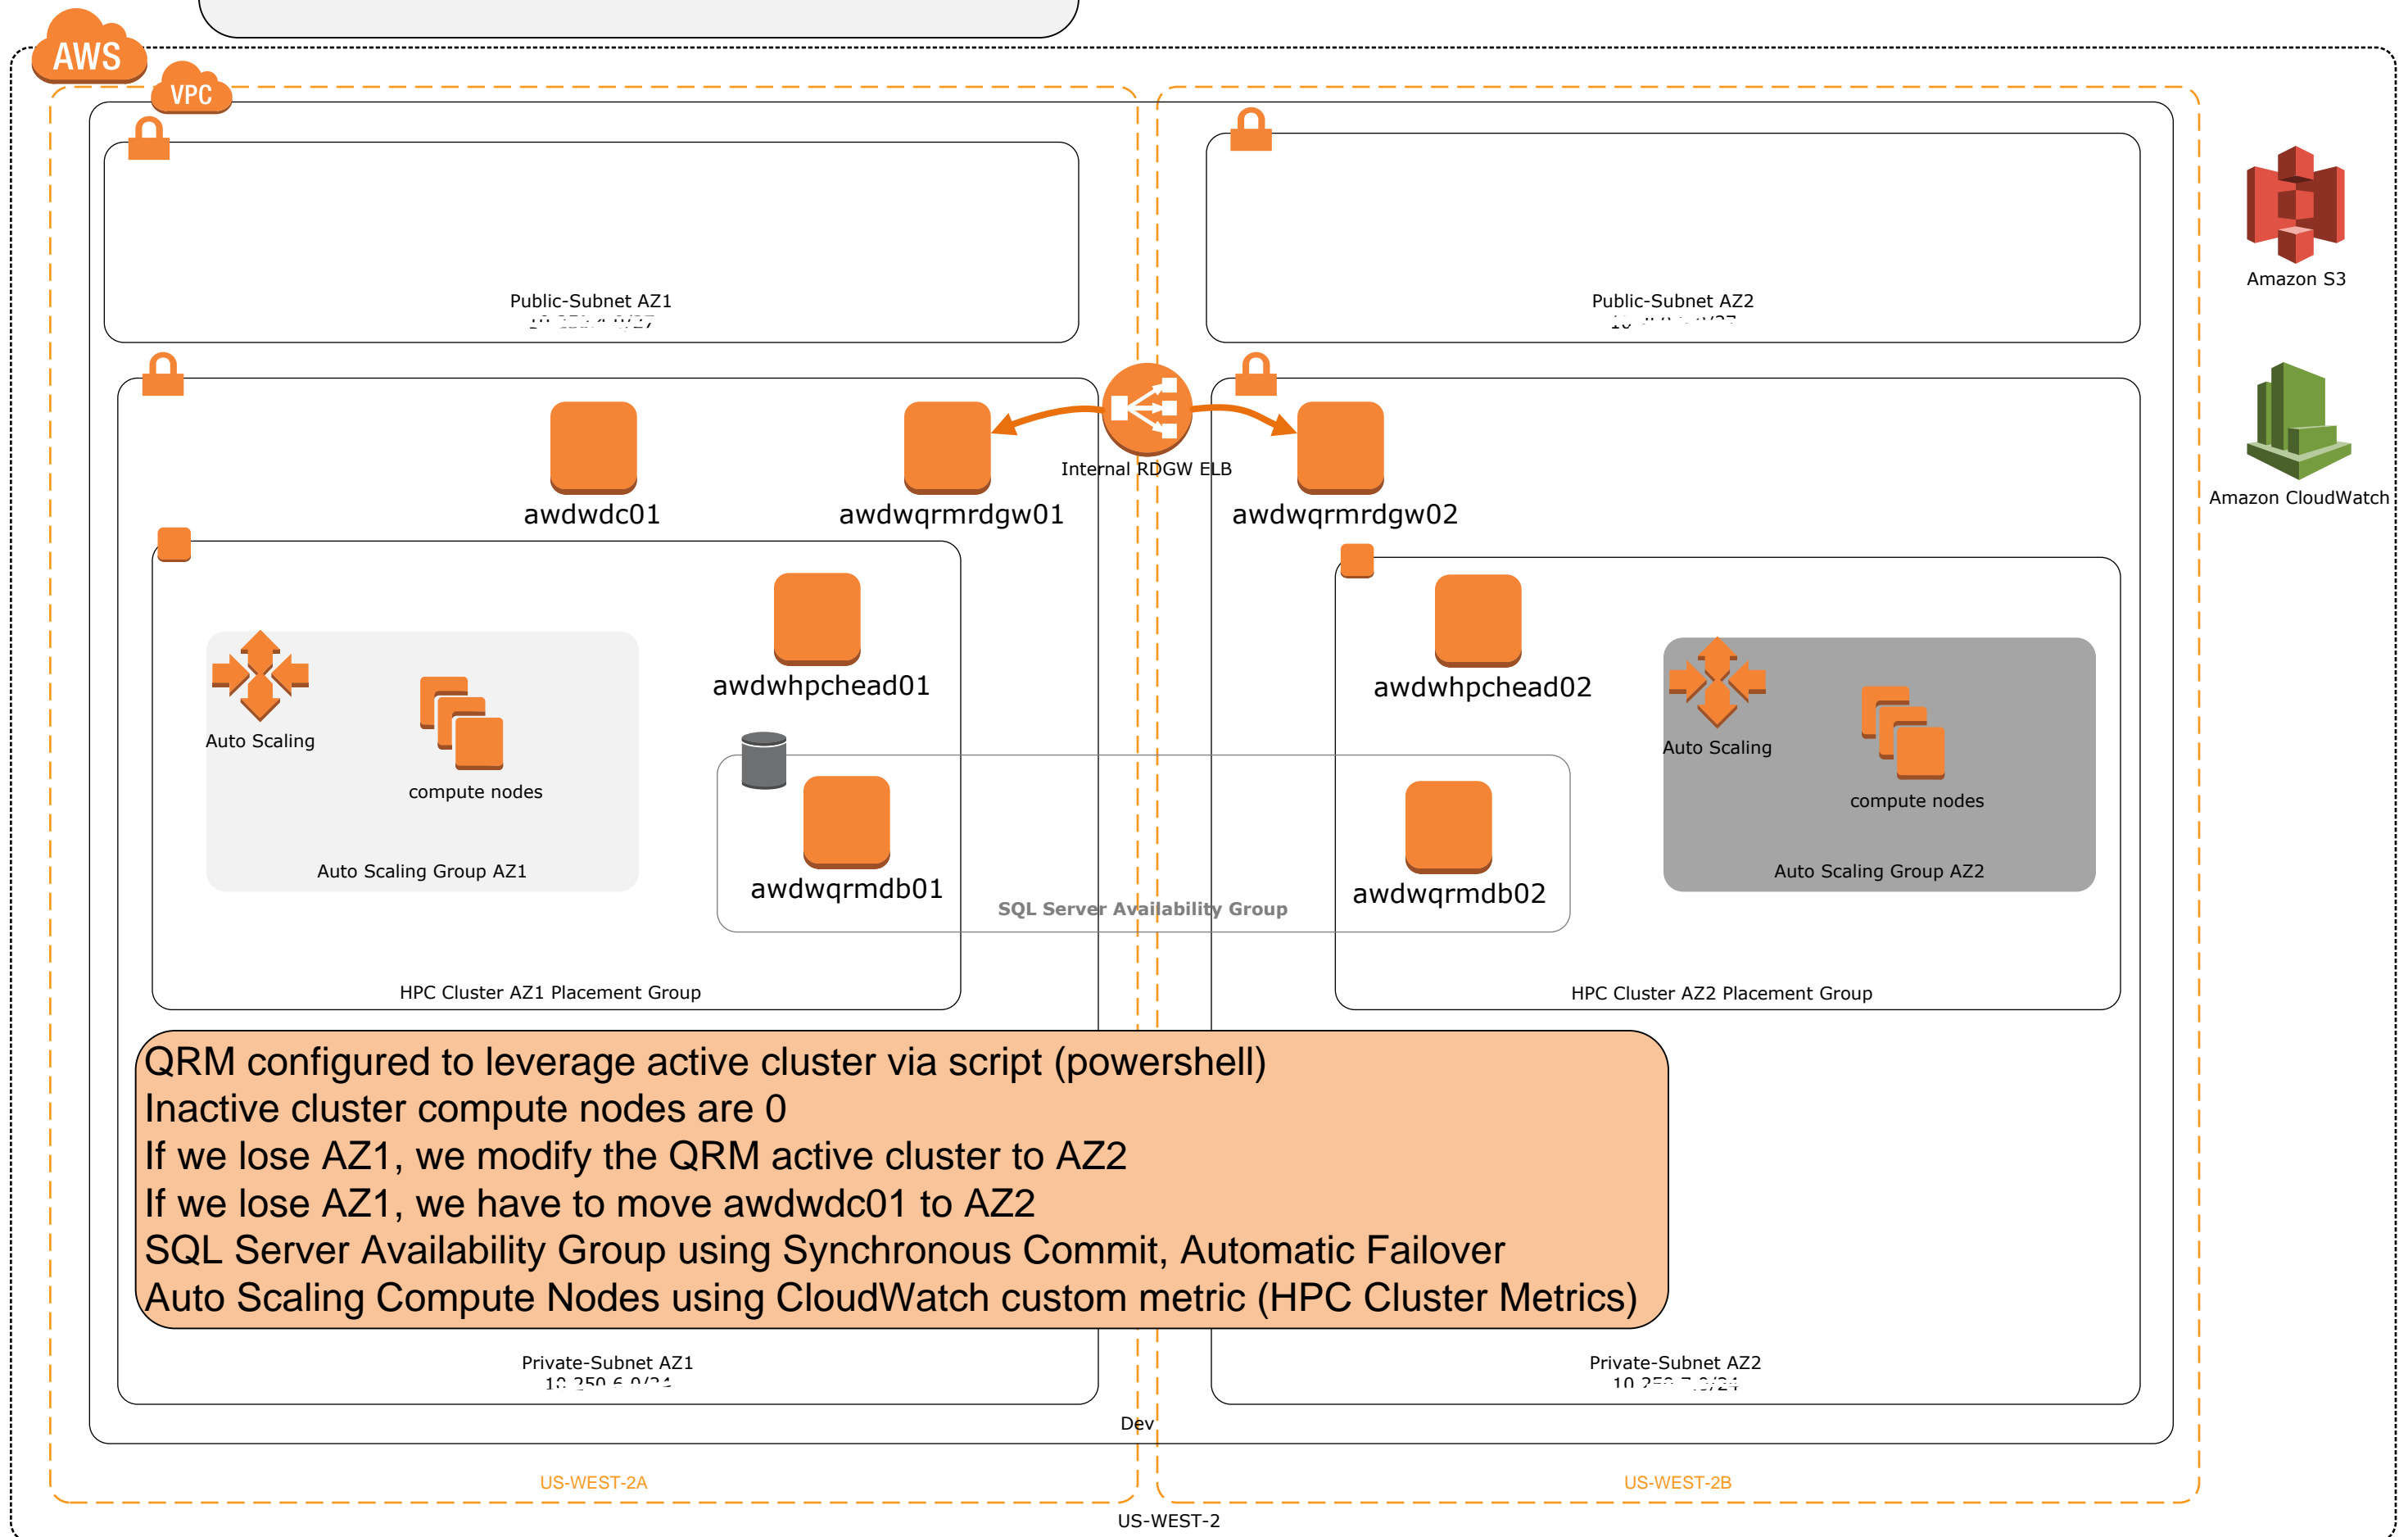 AWS
VPC
Public-Subnet AZ1
Public-Subnet AZ2
Amazon S3
Amazon CloudWatch
Internal RDGW ELB
awdwdc01
awdwqrmrdgw01
awdwqrmrdgw02
awdwhpchead01
awdwhpchead02
Auto Scaling
compute nodes
Auto Scaling Group AZ1
Auto Scaling
compute nodes
Auto Scaling Group AZ2
awdwqrmdb01
awdwqrmdb02
SQL Server Availability Group
HPC Cluster AZ1 Placement Group
HPC Cluster AZ2 Placement Group
QRM configured to leverage active cluster via script (powershell)
Inactive cluster compute nodes are 0
If we lose AZ1, we modify the QRM active cluster to AZ2
If we lose AZ1, we have to move awdwdc01 to AZ2
SQL Server Availability Group using Synchronous Commit, Automatic Failover
Auto Scaling Compute Nodes using CloudWatch custom metric (HPC Cluster Metrics)
Private-Subnet AZ1
Private-Subnet AZ2
Dev
US-WEST-2A
US-WEST-2B
US-WEST-2